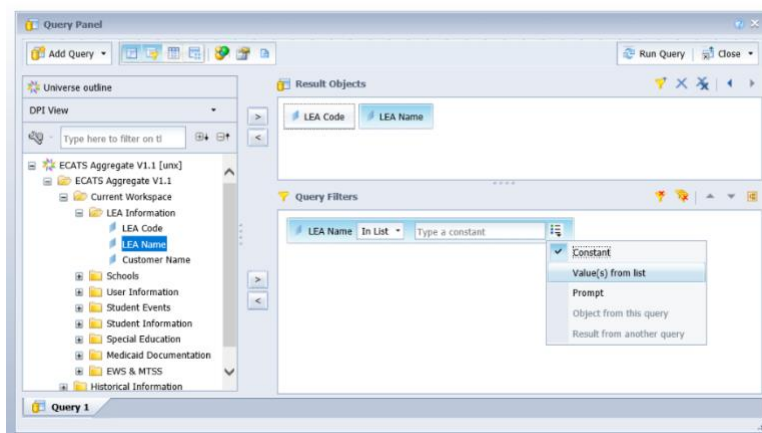 Query Panel
Add Query
Run Query
Close
Universe outline
DPI View
Type here to filter on tl
ECATS Aggregate V1.1 [unx]
ECATS Aggregate V1.1
Current Workspace
LEA Information
LEA Code
LEA Name
Customer Name
Schools
User Information
Student Events
Student Information
Special Education
Medicaid Documentation
EWS & MTSS
Historical Information
Result Objects
LEA Code LEA Name
Query Filters
LEA Name In List Type a constant
Constant
Value(s) from list
Prompt
Object from this query
Result from another query
Query 1